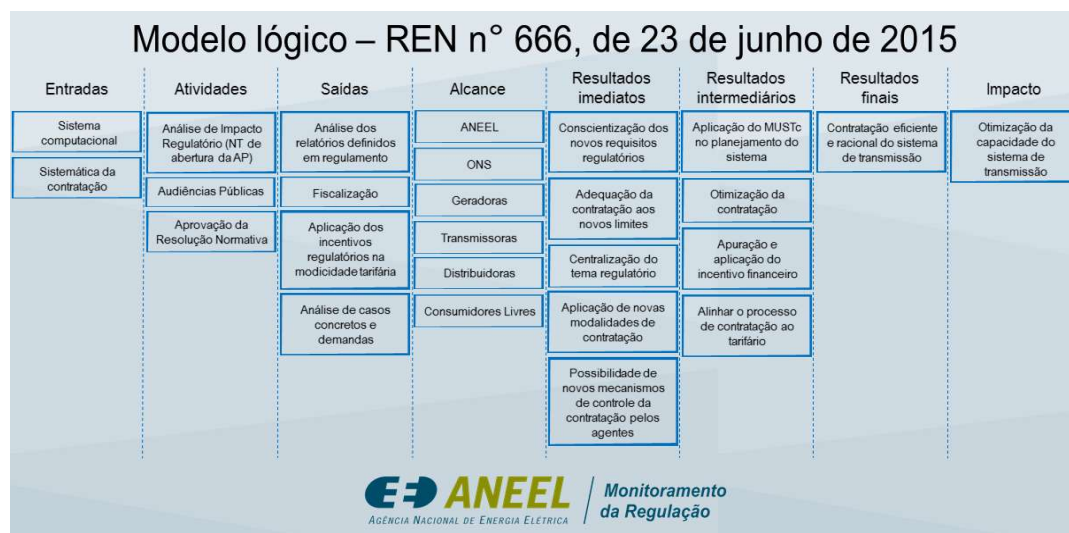 Modelo lógico – REN n° 666, de 23 de junho de 2015
Entradas
Sistema
computacional
Sistemática da
contratação
Atividades
Análise de Impacto
Regulatório (NT de
abertura da AP)
Audiências Públicas
Aprovação da
Resolução Normativa
Saídas
Análise dos
relatórios definidos
em regulamento
Fiscalização
Aplicação dos
incentivos
regulatórios na
modicidade tarifária
Análise de casos
concretos e
demandas
Alcance
ANEEL
ONS
Geradoras
Transmissoras
Distribuidoras
Consumidores Livres
Resultados
imediatos
Conscientização dos
novos requisitos
regulatórios
Adequação da
contratação aos
novos limites
Centralização do
tema regulatório
Aplicação de novas
modalidades de
contratação
Possibilidade de
novos mecanismos
de controle da
contratação pelos
agentes
Resultados
intermediários
Aplicação do MUSTc
no planejamento do
sistema
Otimização da
contratação
Apuração e
aplicação do
incentivo financeiro
Alinhar o processo
de contratação ao
tarifário
Resultados
finais
Contratação eficiente
e racional do sistema
de transmissão
Impacto
Otimização da
capacidade do
sistema de
transmissão
ANEEL
AGÊNCIA NACIONAL DE ENERGIA ELÉTRICA
Monitoramento
da Regulação